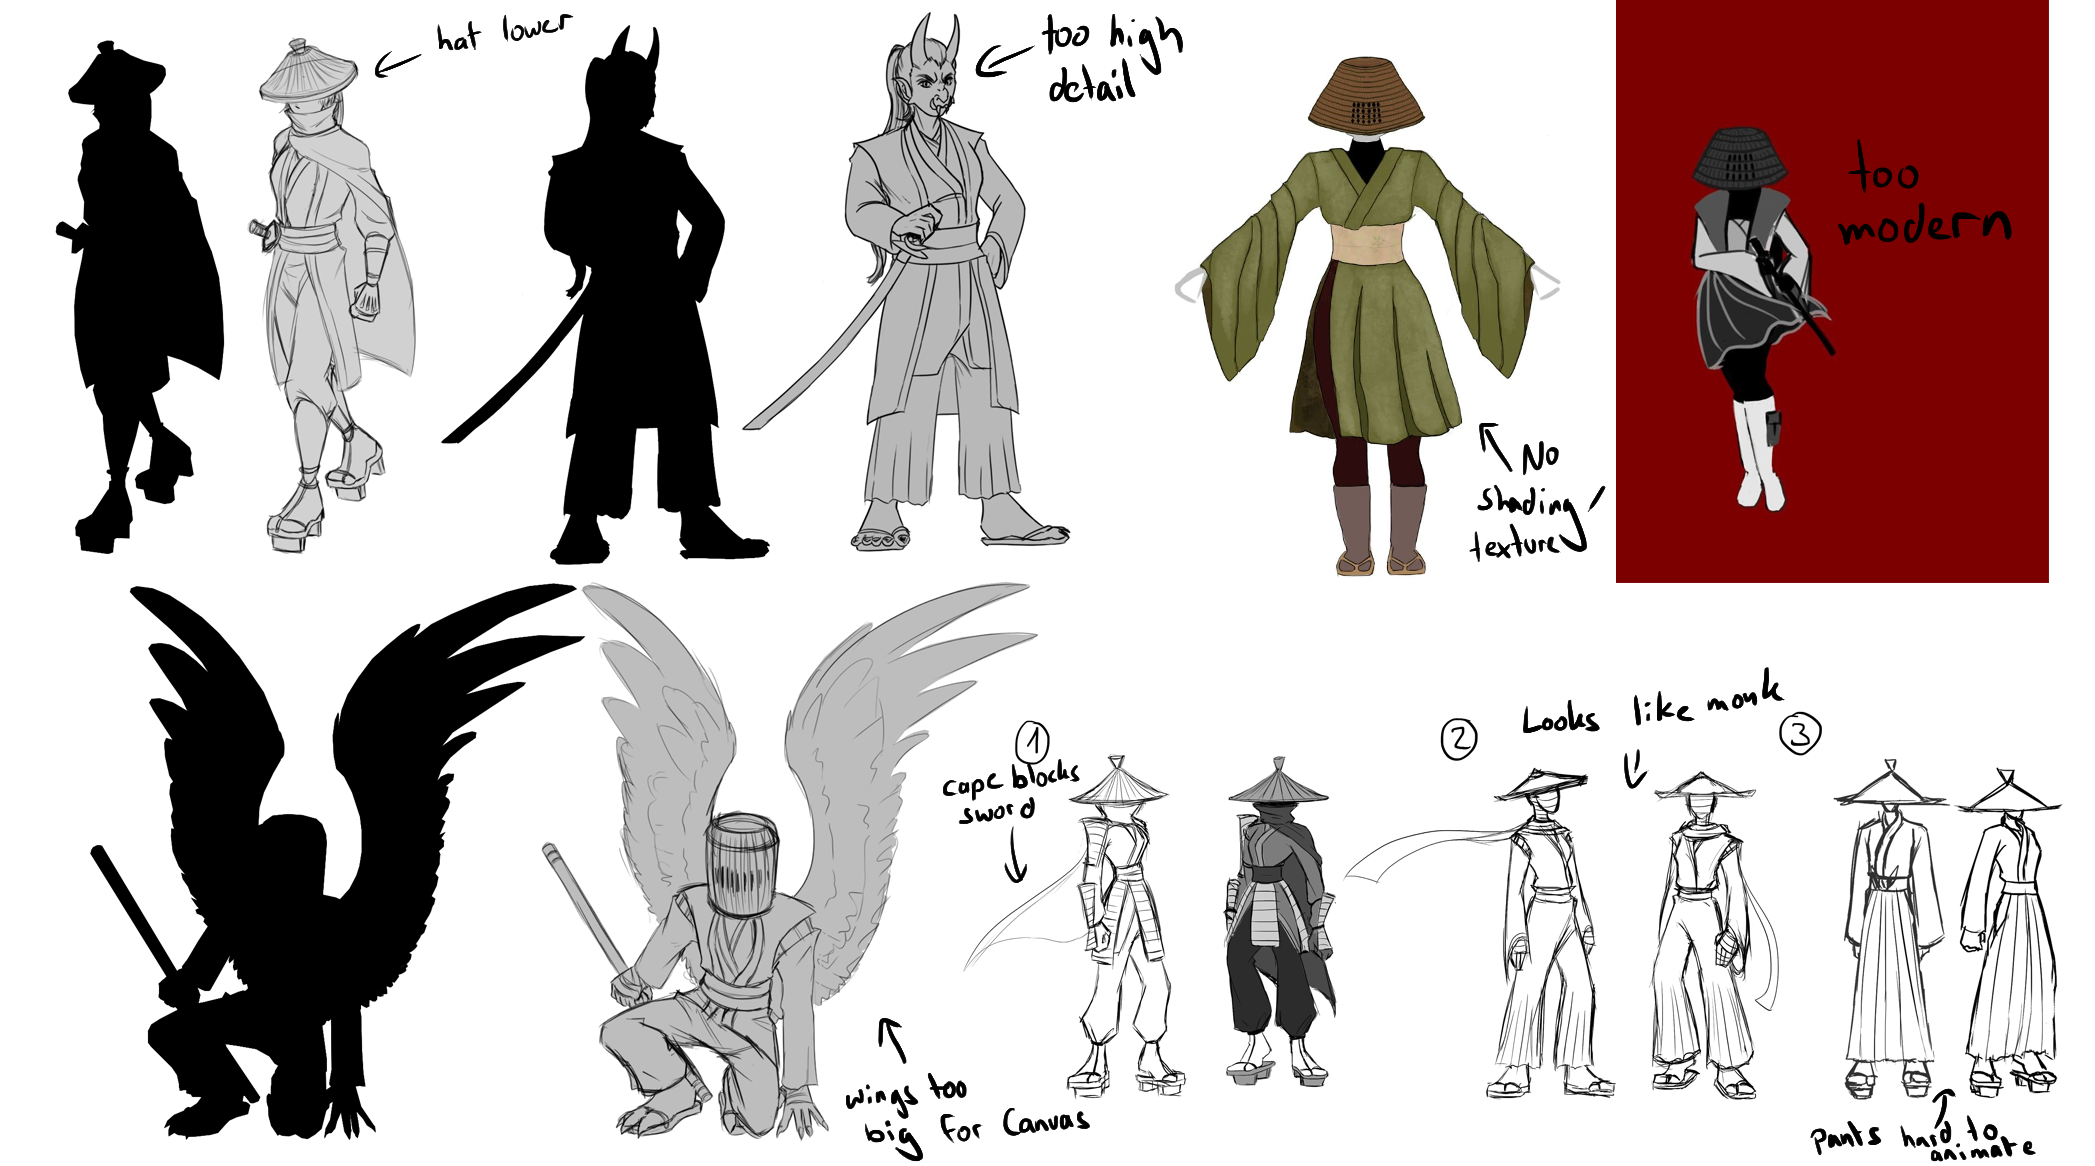 hat lower
too high
detail
too
modern
No
shading/
texture
1
cape blocks
sword
2
Looks like monk
3
wings too
big For Canvas
pants hard to
animate